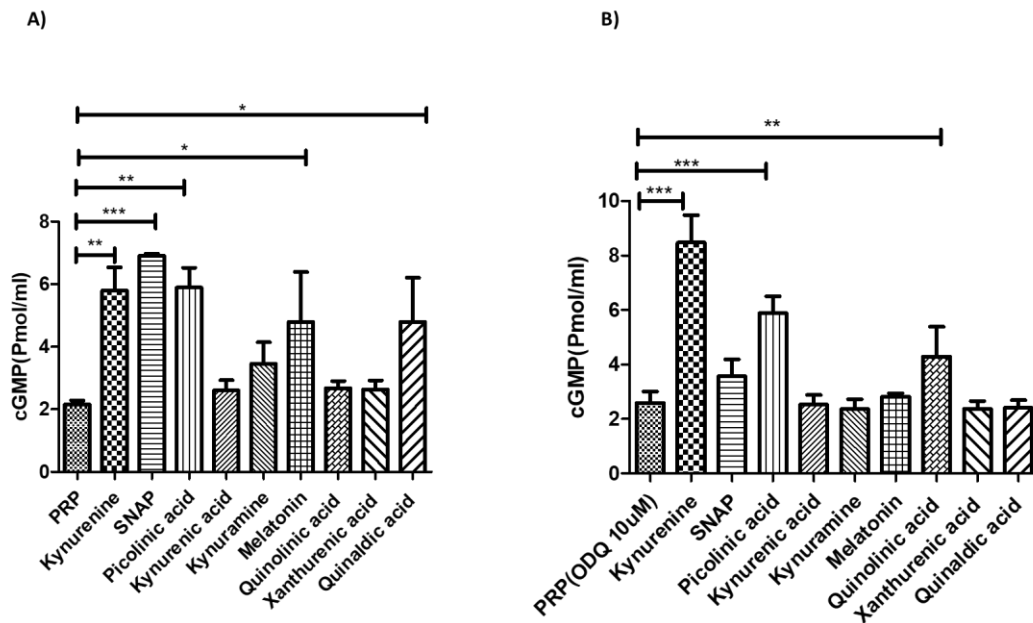 A)
*
*
**
***
**
8
6
4
2
0
cGMP(Pmol/ml)
PRP
Kynurenine
SNAP
Picolinic acid
Kynurenic acid
Kynuramine
Melatonin
Quinolinic acid
Xanthurenic acid
Quinaldic acid
B)
**
***
***
10
8
6
4
2
0
cGMP(Pmol/ml)
PRP(ODQ 10uM)
Kynurenine
SNAP
Picolinic acid
Kynurenic acid
Kynuramine
Melatonin
Quinolinic acid
Xanthurenic acid
Quinaldic acid